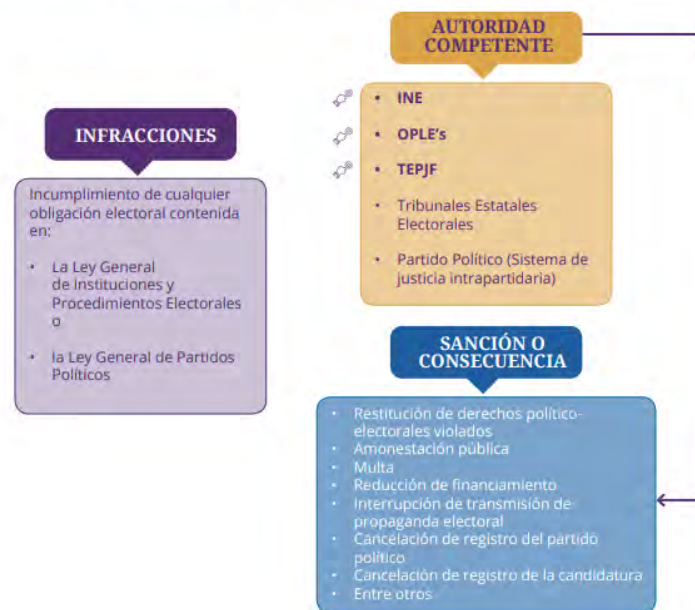 AUTORIDAD
COMPETENTE
• INE
• OPLE's
• TEPJF
• Tribunales Estatales
Electorales
• Partido Político (Sistema de
justicia intrapartidaria)
INFRACCIONES
Incumplimiento de cualquier
obligación electoral contenida
en:
• La Ley General
de Instituciones y
Procedimientos Electorales
o
• la Ley General de Partidos
Políticos
SANCIÓN O
CONSECUENCIA
• Restitución de derechos político-
electorales violados
• Amonestación pública
• Multa
• Reducción de financiamiento
• Interrupción de transmisión de
propaganda electoral
• Cancelación de registro del partido
político
• Cancelación de registro de la candidatura
• Entre otros